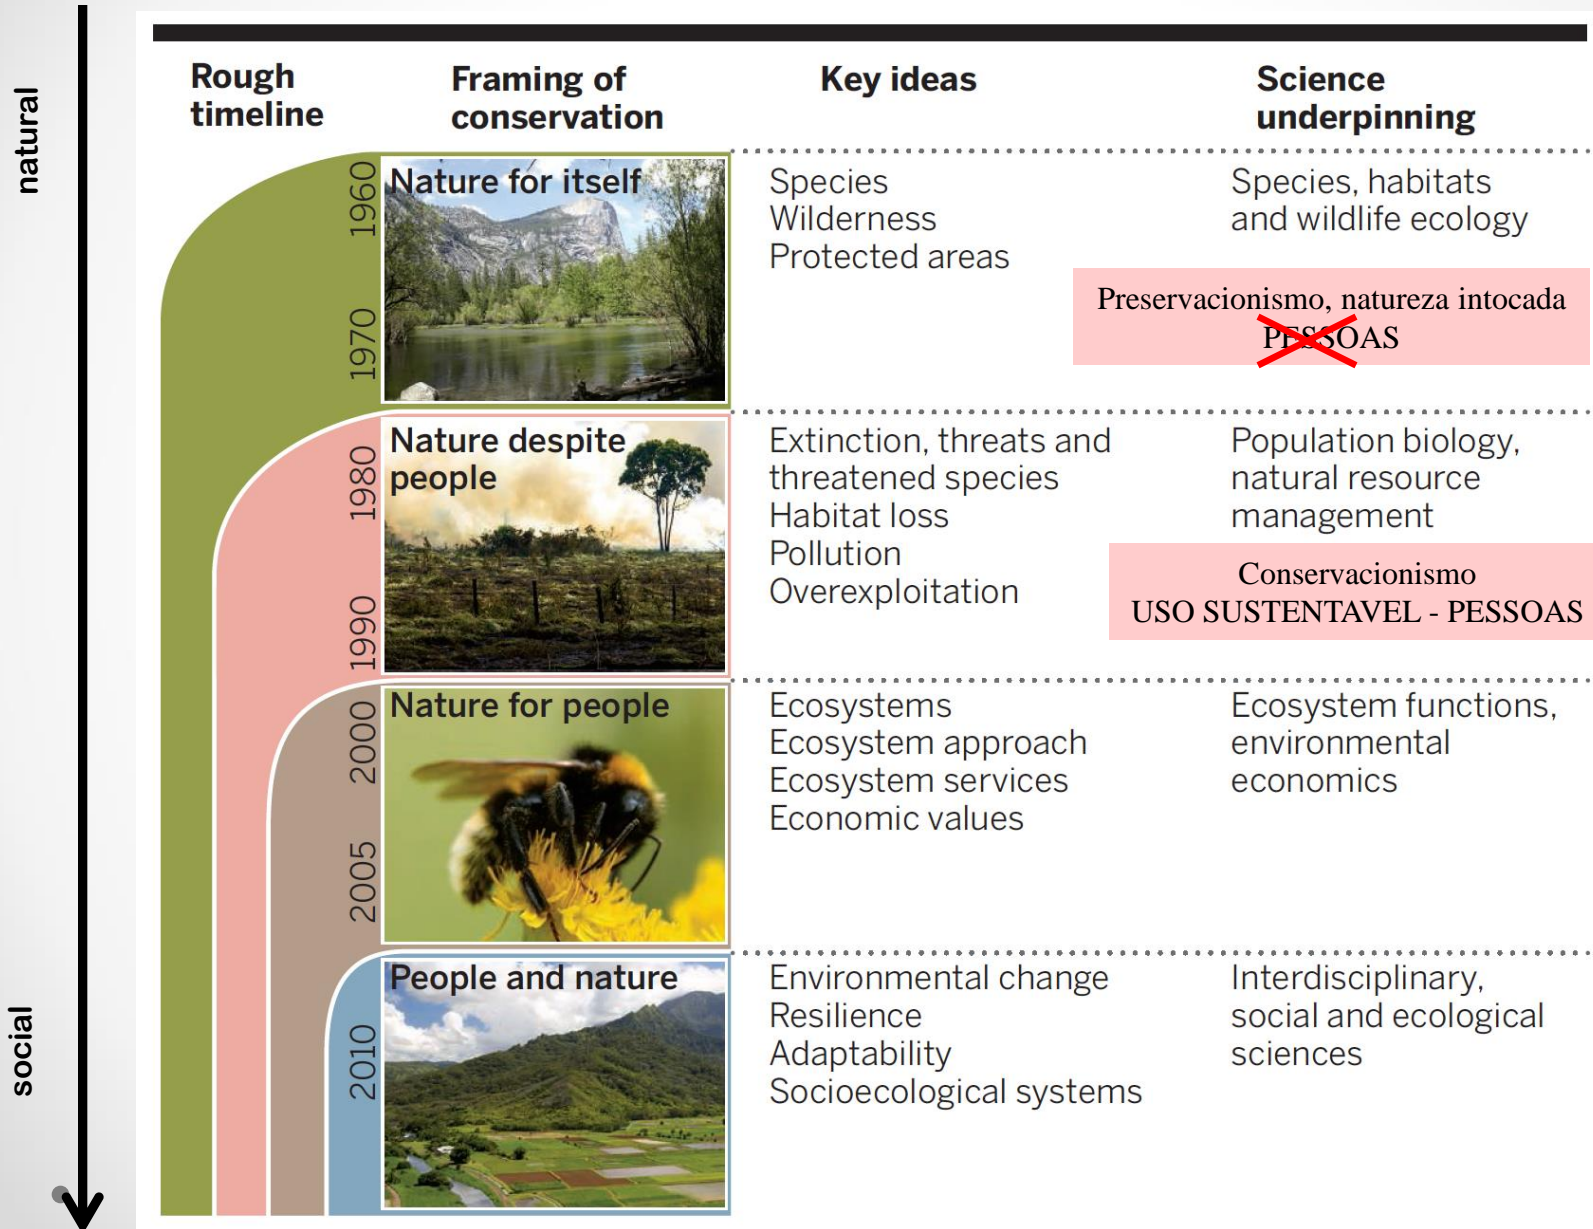 natural
social
Rough
timeline
Framing of
conservation
Key ideas
Science
underpinning
1960
1970
Nature for itself
Species
Wilderness
Protected areas
Species, habitats
and wildlife ecology
Preservacionismo, natureza intocada
PESSOAS
1980
1990
Nature despite
people
Extinction, threats and
threatened species
Habitat loss
Pollution
Overexploitation
Population biology,
natural resource
management
Conservacionismo
USO SUSTENTAVEL - PESSOAS
2000
2005
Nature for people
Ecosystems
Ecosystem approach
Ecosystem services
Economic values
Ecosystem functions,
environmental
economics
2010
People and nature
Environmental change
Resilience
Adaptability
Socioecological systems
Interdisciplinary,
social and ecological
sciences